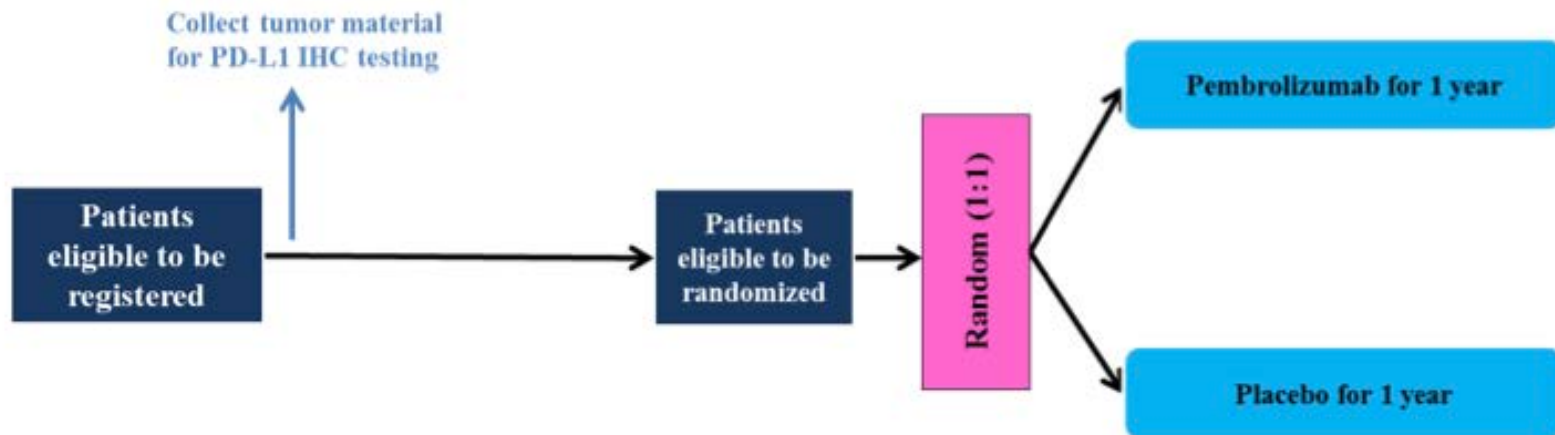 Collect tumor material
for PD-L1 IHC testing
Patients
eligible to be
registered
Patients
eligible to be
randomized
Random (1:1)
Pembrolizumab for 1 year
Placebo for 1 year